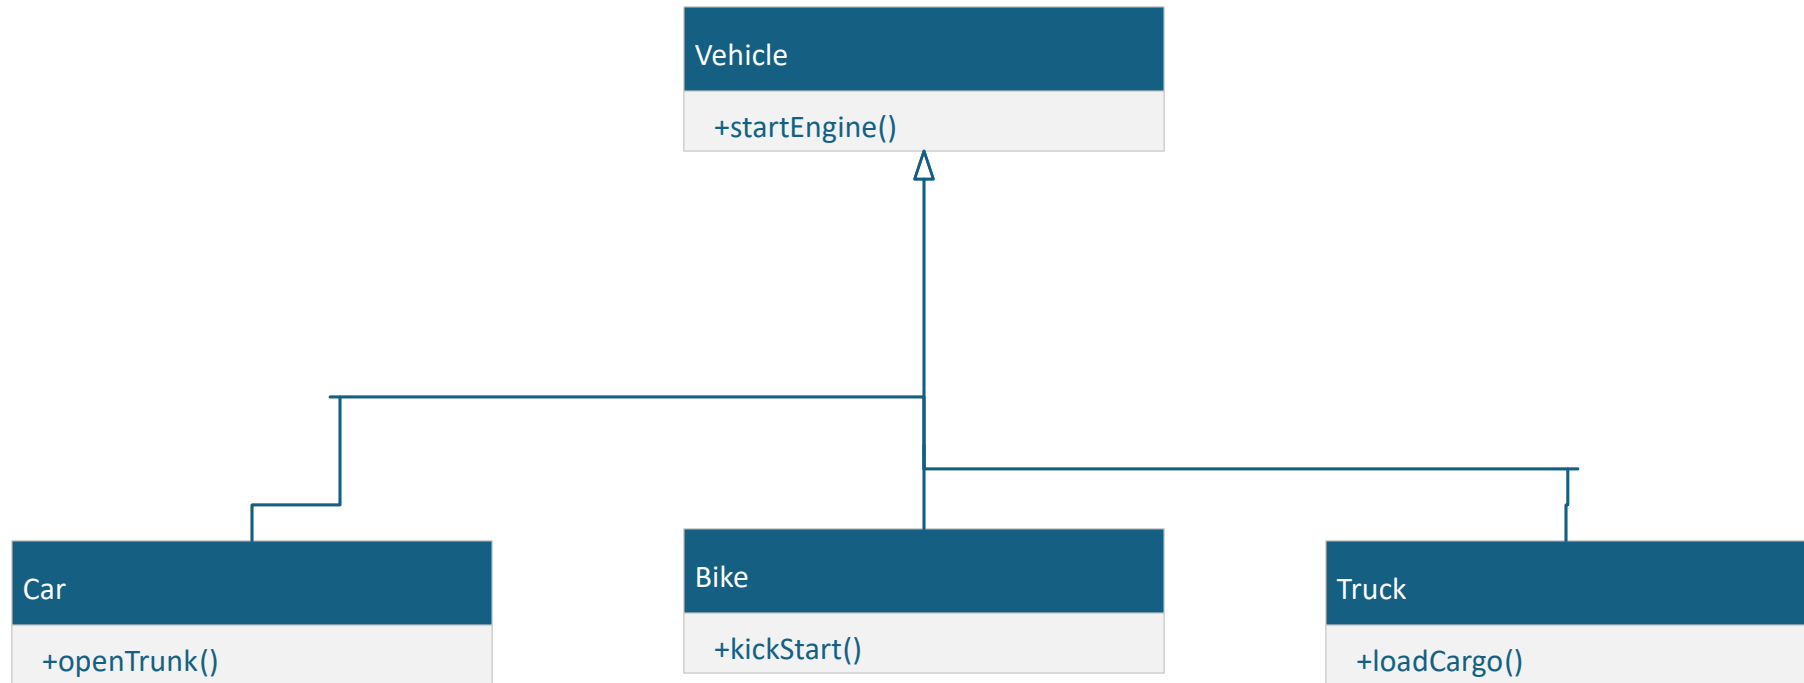 Vehicle
+startEngine()
Car
+openTrunk()
Bike
+kickStart()
Truck
+loadCargo()